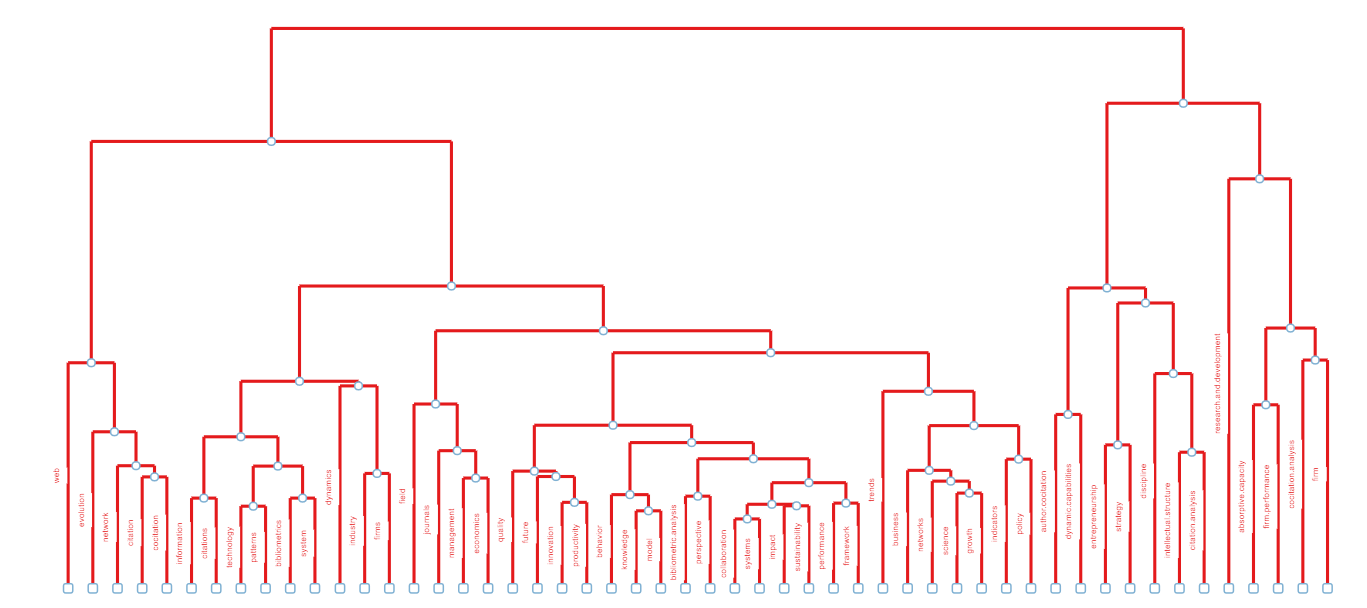 web
evolution
network
citation
cocitation
information
citations
technology
patterns
bibliometrics
system
dynamics
industry
firms
field
journals
management
economics
quality
future
innovation
productivity
behavior
knowledge
model
bibliometric.analysis
perspective
collaboration
systems
impact
sustainability
performance
framework
trends
business
networks
science
growth
indicators
policy
author.cocitation
dynamic.capabilities
entrepreneurship
strategy
discipline
intellectual.structure
citation.analysis
research.and.development
absorptive.capacity
firm.performance
cocitation.analysis
firm